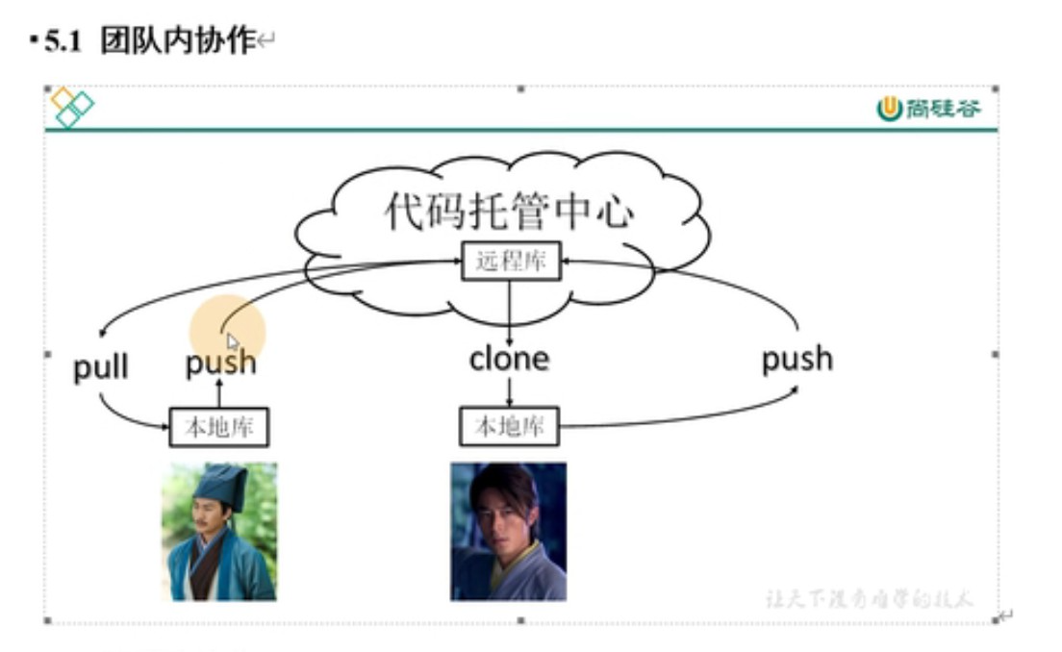 5.1 团队内协作
尚硅谷
代码托管中心
远程库
pull
push
clone
push
本地库
本地库
让天下没有难学的技术